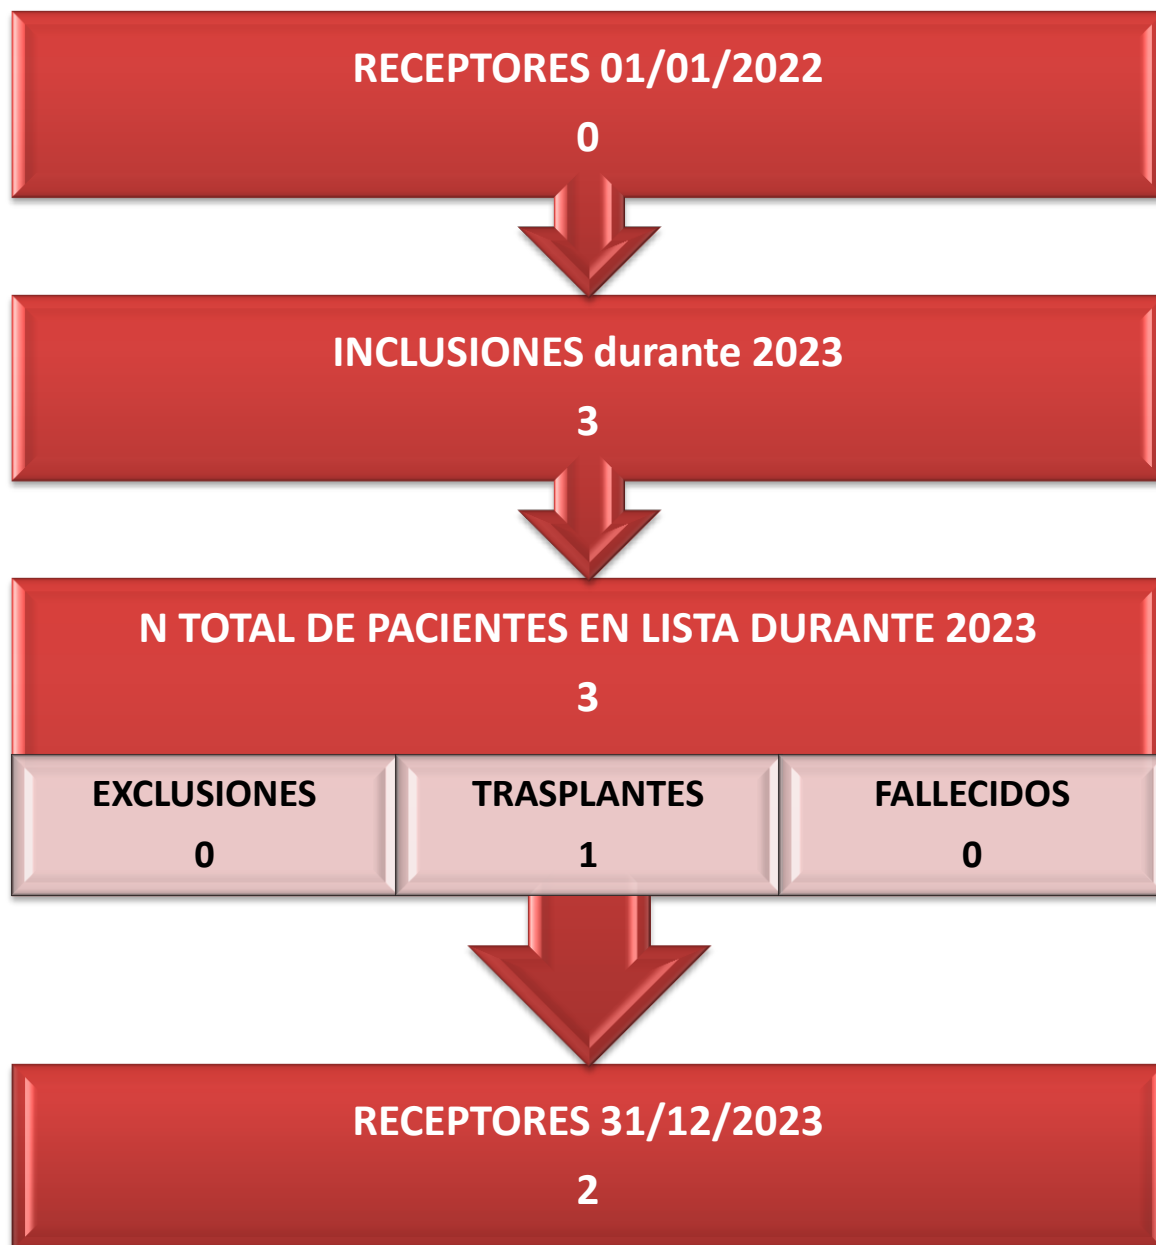 RECEPTORES 01/01/2022
0
INCLUSIONES durante 2023
3
N TOTAL DE PACIENTES EN LISTA DURANTE 2023
3
EXCLUSIONES
0
TRASPLANTES
1
FALLECIDOS
0
RECEPTORES 31/12/2023
2